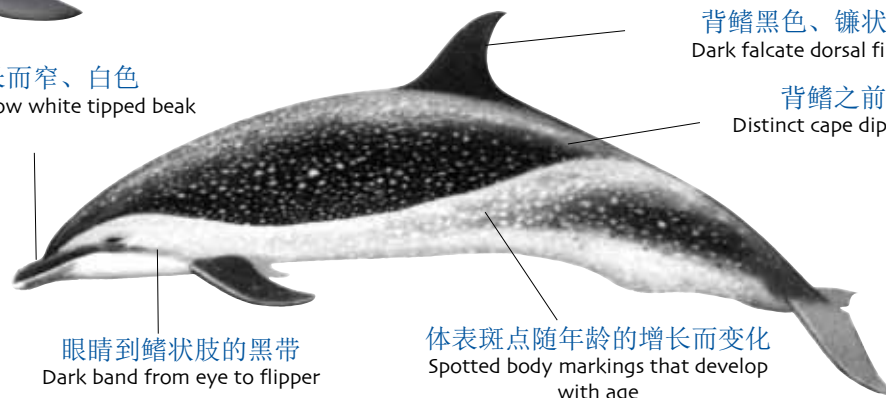 背鳍黑色、镰状
Dark falcate dorsal
而窄、白色
white tipped beak
背鳍之前
Distinct cape
眼睛到鳍状肢的黑带
Dark band from eye to flipper
体表斑点随年龄的增长而变化
Spotted body markings that develop
with age